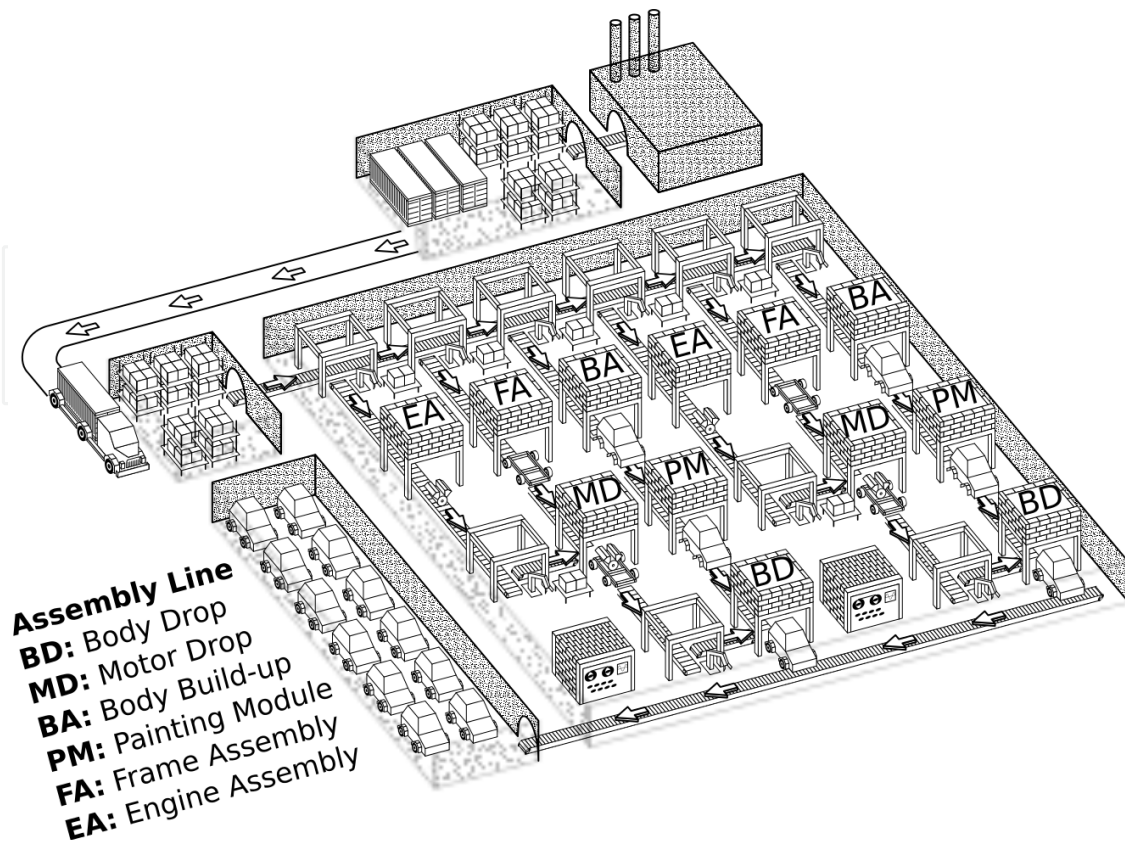 BA
FA
EA
BA
FA
EA
PM
MD
PM
MD
BD
BD
Assembly Line
BD: Body Drop
MD: Motor Drop
BA: Body Build-up
PM: Painting Module
FA: Frame Assembly
EA: Engine Assembly